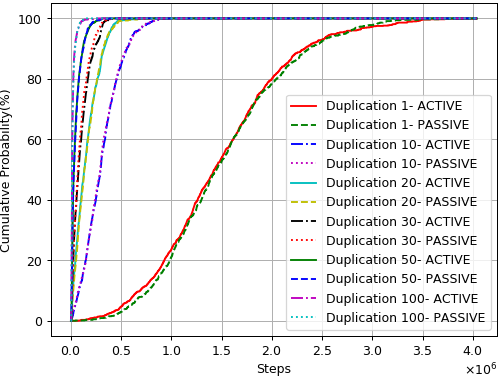 100
80
60
40
20
0
Cumulative Probability(%)
Duplication 1- ACTIVE
Duplication 1- PASSIVE
Duplication 10- ACTIVE
Duplication 10- PASSIVE
Duplication 20- ACTIVE
Duplication 20- PASSIVE
Duplication 30- ACTIVE
Duplication 30- PASSIVE
Duplication 50- ACTIVE
Duplication 50- PASSIVE
Duplication 100- ACTIVE
Duplication 100- PASSIVE
0.0 0.5 1.0 1.5 2.0 2.5 3.0 3.5 4.0
Steps
×10⁶